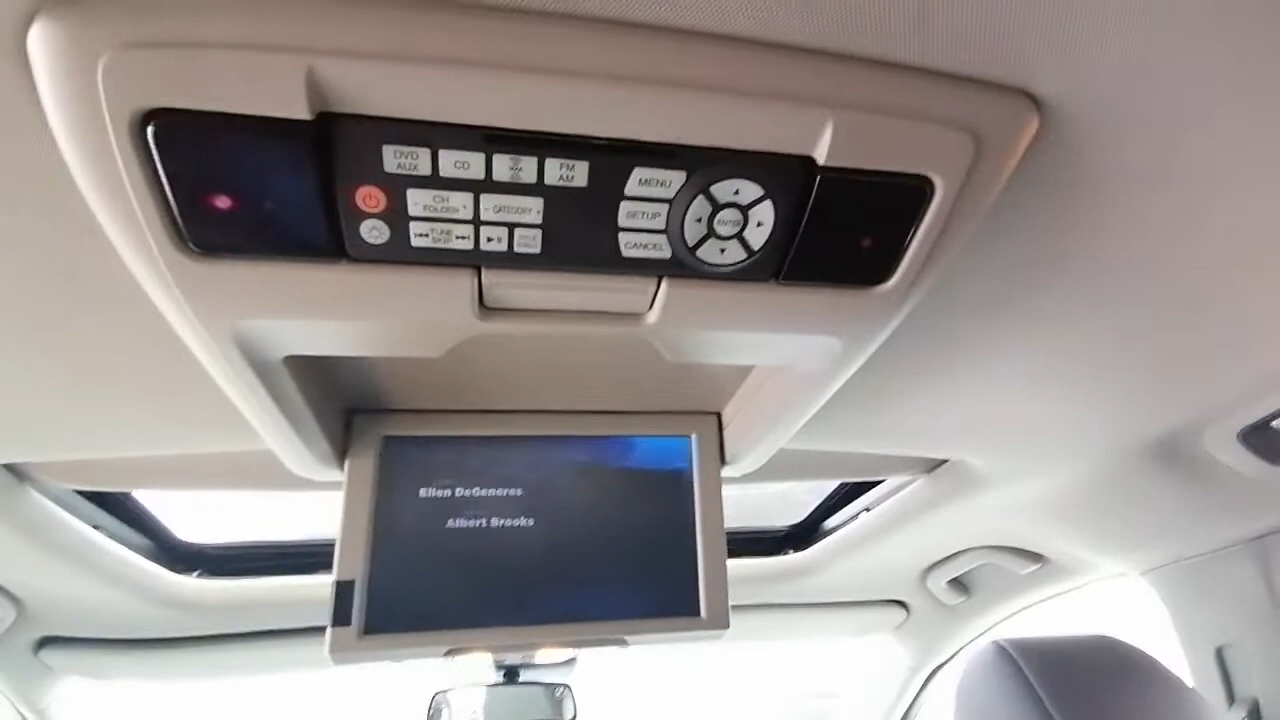 DVD
AUX
CD
FM
AM
MENU
- CH +
FOLDER
- CATEGORY +
SETUP
TUNE
SKIP
CANCEL
ENTER
Ellen DeGeneres
Albert Brooks